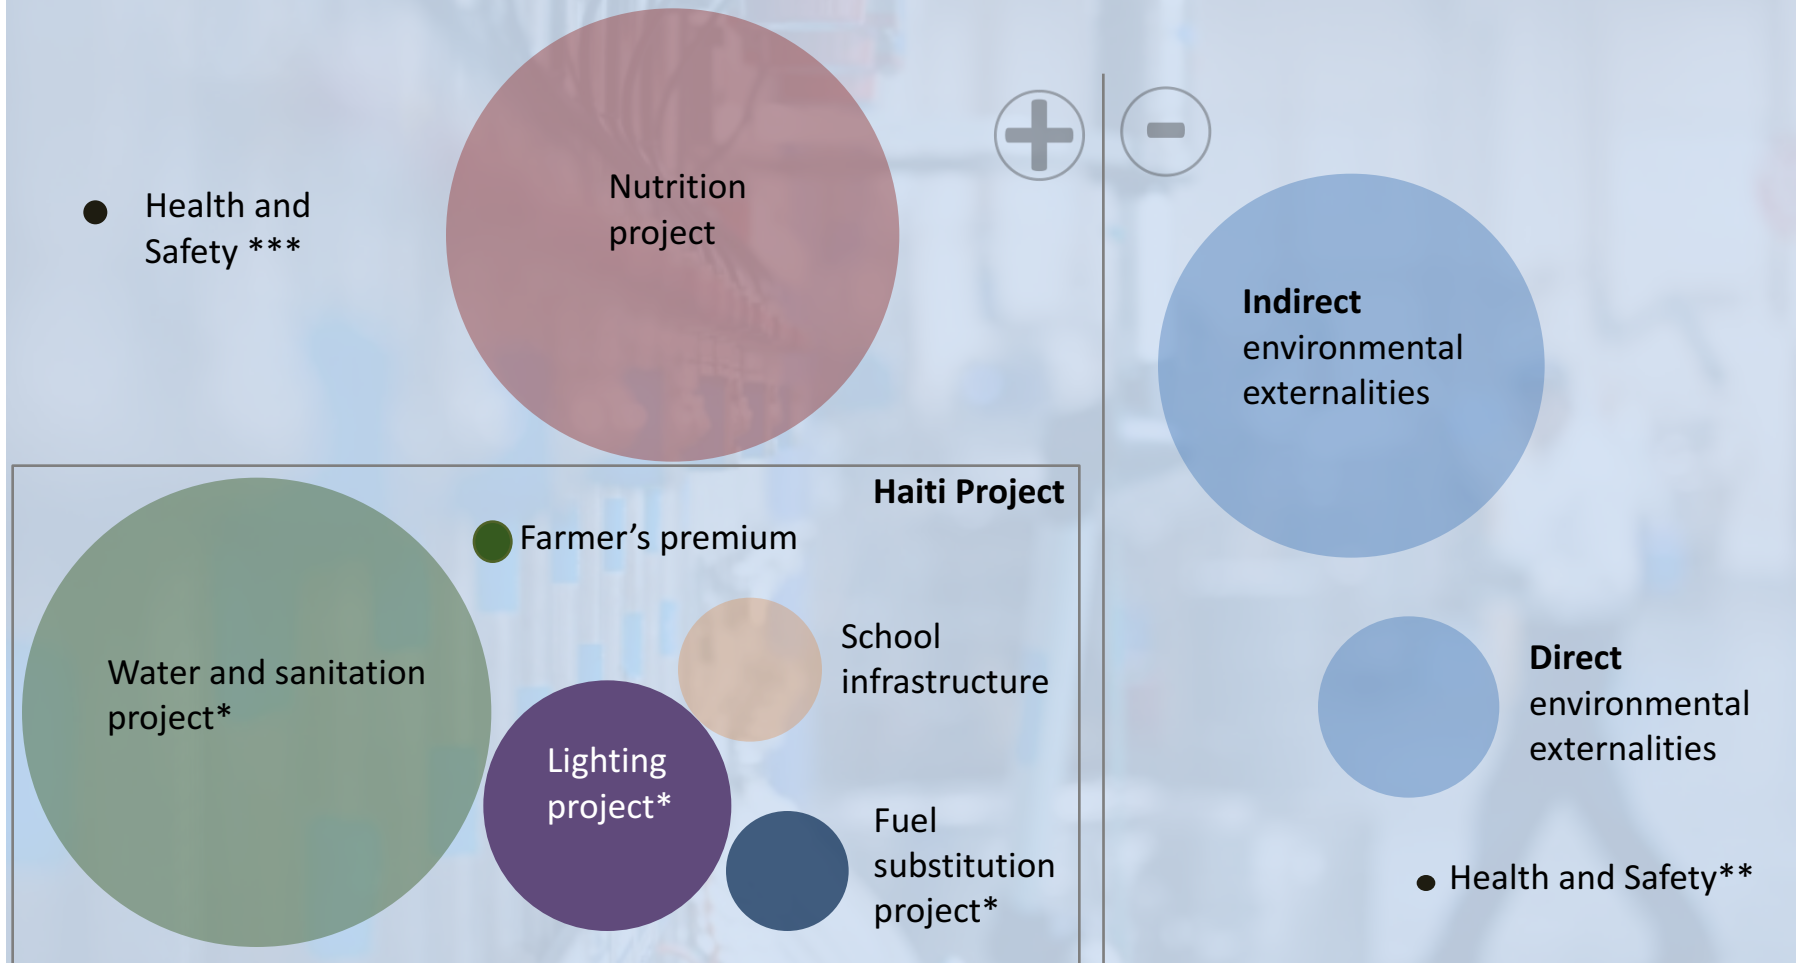 Health and
Safety ***
Nutrition
project
+
-
Indirect
environmental
externalities
Haiti Project
Farmer’s premium
Water and sanitation
project*
School
infrastructure
Lighting
project*
Fuel
substitution
project*
Direct
environmental
externalities
Health and Safety**